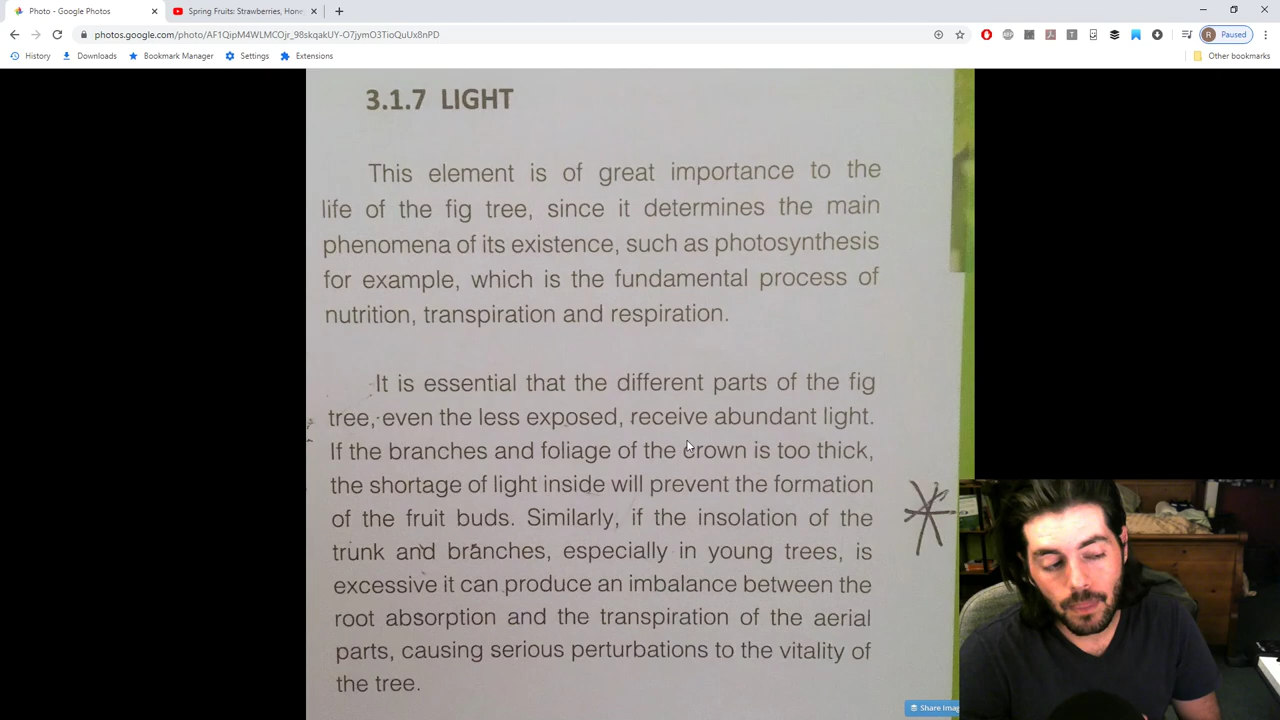 Photo - Google Photos
Spring Fruits: Strawberries, Hone
photos.google.com/photo/AF1QipM4WLMCOjr_98skqakUY-O7jymO3TioQuUx8nPD
R Paused
History
Downloads
Bookmark Manager
Settings
Extensions
Other bookmarks
3.1.7 LIGHT
This element is of great importance to the
life of the fig tree, since it determines the main
phenomena of its existence, such as photosynthesis
for example, which is the fundamental process of
nutrition, transpiration and respiration.
It is essential that the different parts of the fig
tree, even the less exposed, receive abundant light.
If the branches and foliage of the crown is too thick,
the shortage of light inside will prevent the formation
of the fruit buds. Similarly, if the insolation of the
trunk and branches, especially in young trees, is
excessive it can produce an imbalance between the
root absorption and the transpiration of the aerial
parts, causing serious perturbations to the vitality of
the tree.
Share Imag